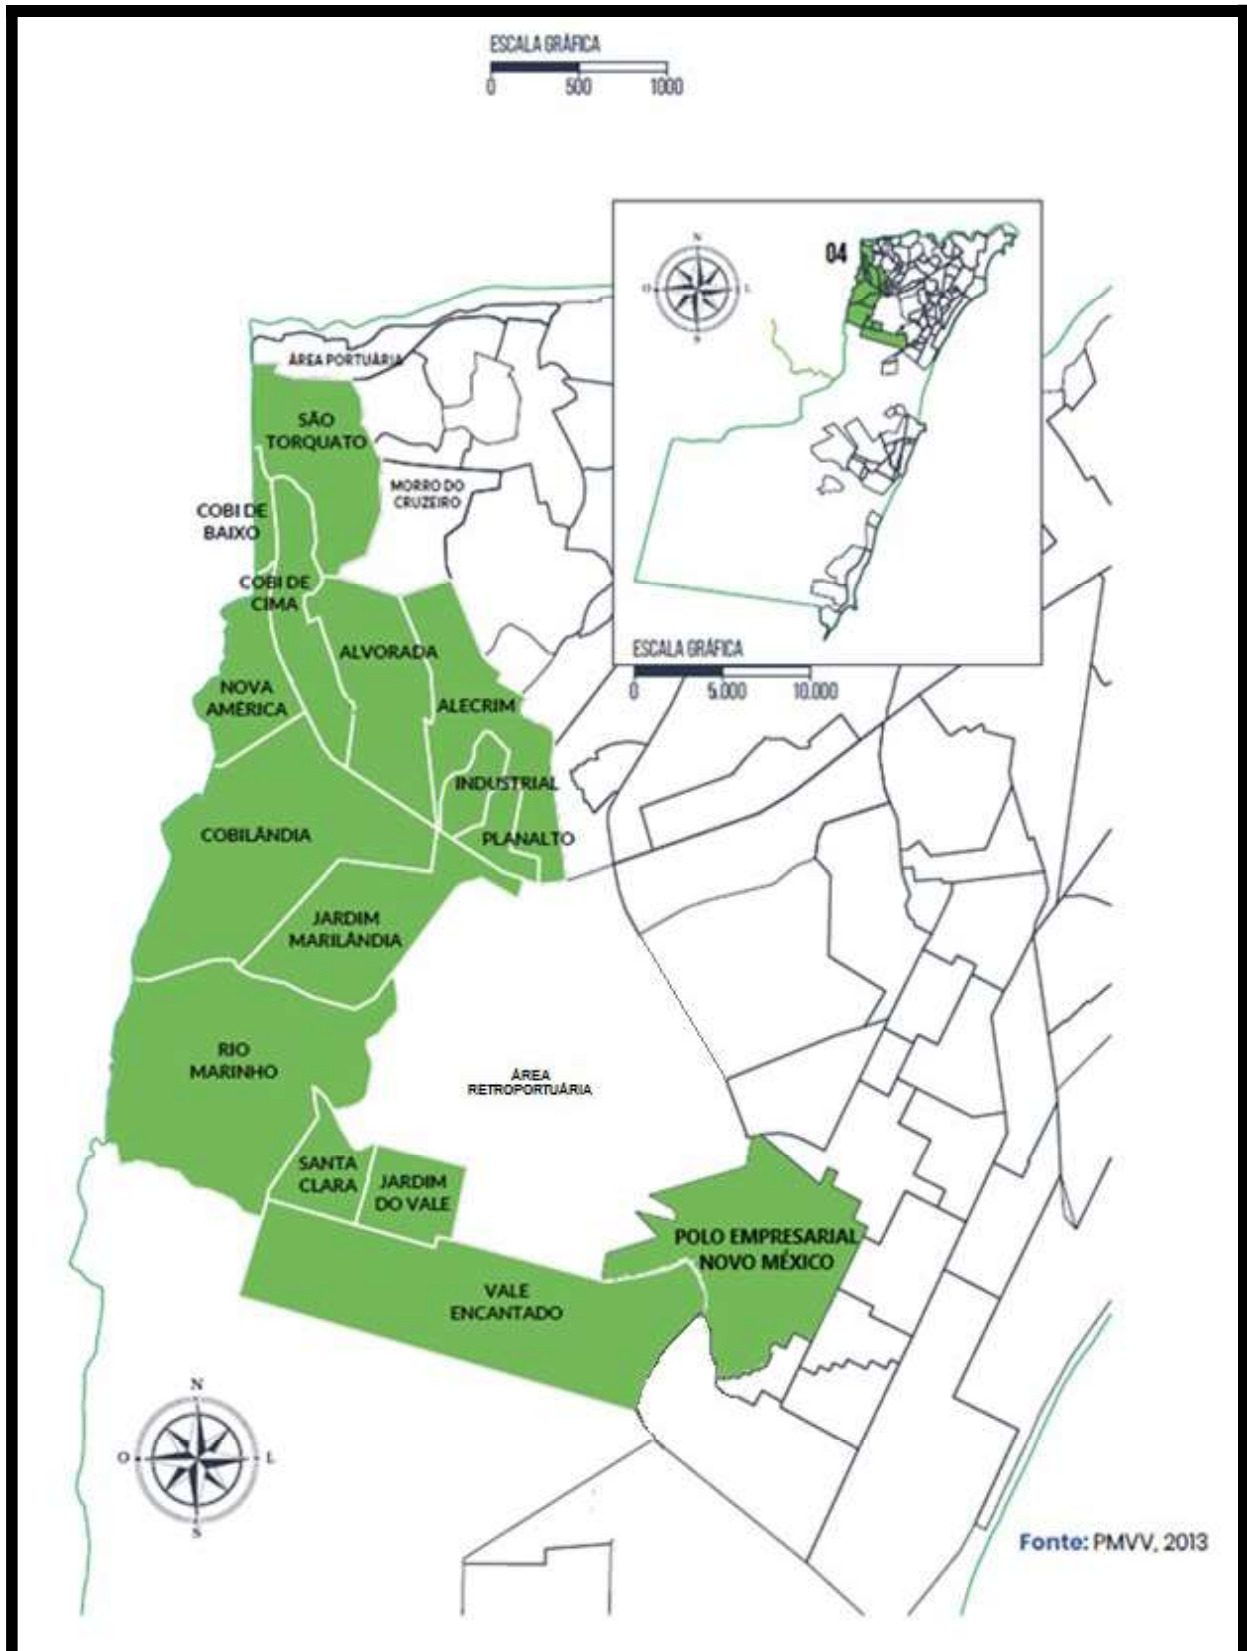 ESCALA GRÁFICA
0 500 1000
N
O L
S
04
ÁREA PORTUÁRIA
SÃO
TORQUATO
MORRO DO
CRUZEIRO
COBI DE
BAIXO
COBI DE
CIMA
ALVORADA
ESCALA GRÁFICA
0 5.000 10.000
NOVA
AMÉRICA
ALECRIM
INDUSTRIAL
COBILÂNDIA
PLANALTO
JARDIM
MARILÂNDIA
RIO
MARINHO
ÁREA
RETROPORTUÁRIA
SANTA
CLARA
JARDIM
DO VALE
POLO EMPRESARIAL
NOVO MÉXICO
VALE
ENCANTADO
N
O L
S
Fonte: PMVV, 2013